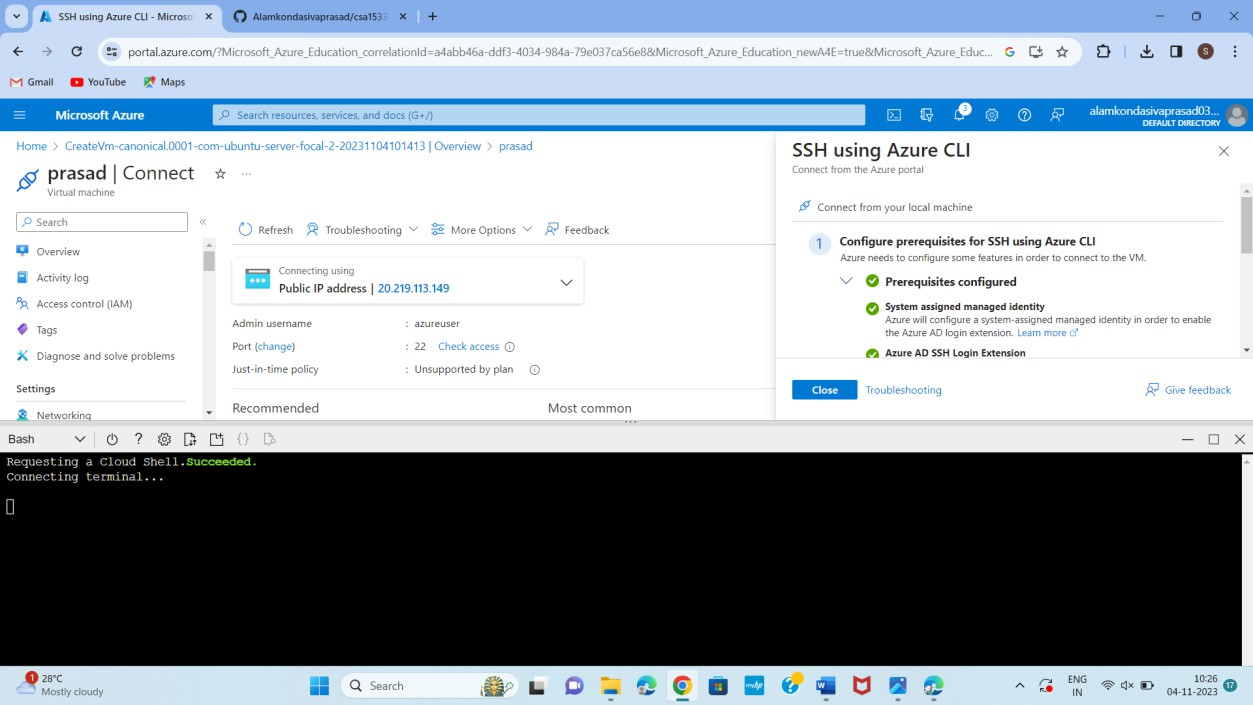 SSH using Azure CLI - Microso
Alamkondasivaprasad/csa1533
portal.azure.com/?Microsoft_Azure_Education_correlationId=a4abb46a-ddf3-4034-984a-79e037ca56e8&Microsoft_Azure_Education_newA4E=true&Microsoft_Azure_Educ...
S
Gmail YouTube Maps
Microsoft Azure
Search resources, services, and docs (G+/)
3
alamkondasivaprasad03...
DEFAULT DIRECTORY
Home > CreateVm-canonical.0001-com-ubuntu-server-focal-2-20231104101413 | Overview > prasad
prasad | Connect
Virtual machine
Search
Overview
Activity log
Access control (IAM)
Tags
Diagnose and solve problems
Settings
Networking
Refresh Troubleshooting More Options Feedback
Connecting using
Public IP address | 20.219.113.149
Admin username : azureuser
Port (change) : 22 Check access
Just-in-time policy : Unsupported by plan
Recommended Most common
SSH using Azure CLI
Connect from the Azure portal
Connect from your local machine
1 Configure prerequisites for SSH using Azure CLI
Azure needs to configure some features in order to connect to the VM.
Prerequisites configured
System assigned managed identity
Azure will configure a system-assigned managed identity in order to enable
the Azure AD login extension. Learn more
Azure AD SSH Login Extension
Close Troubleshooting Give feedback
Bash
Requesting a Cloud Shell.Succeeded.
Connecting terminal...
1
28°C
Mostly cloudy
Search
ENG
IN
10:26
04-11-2023
17